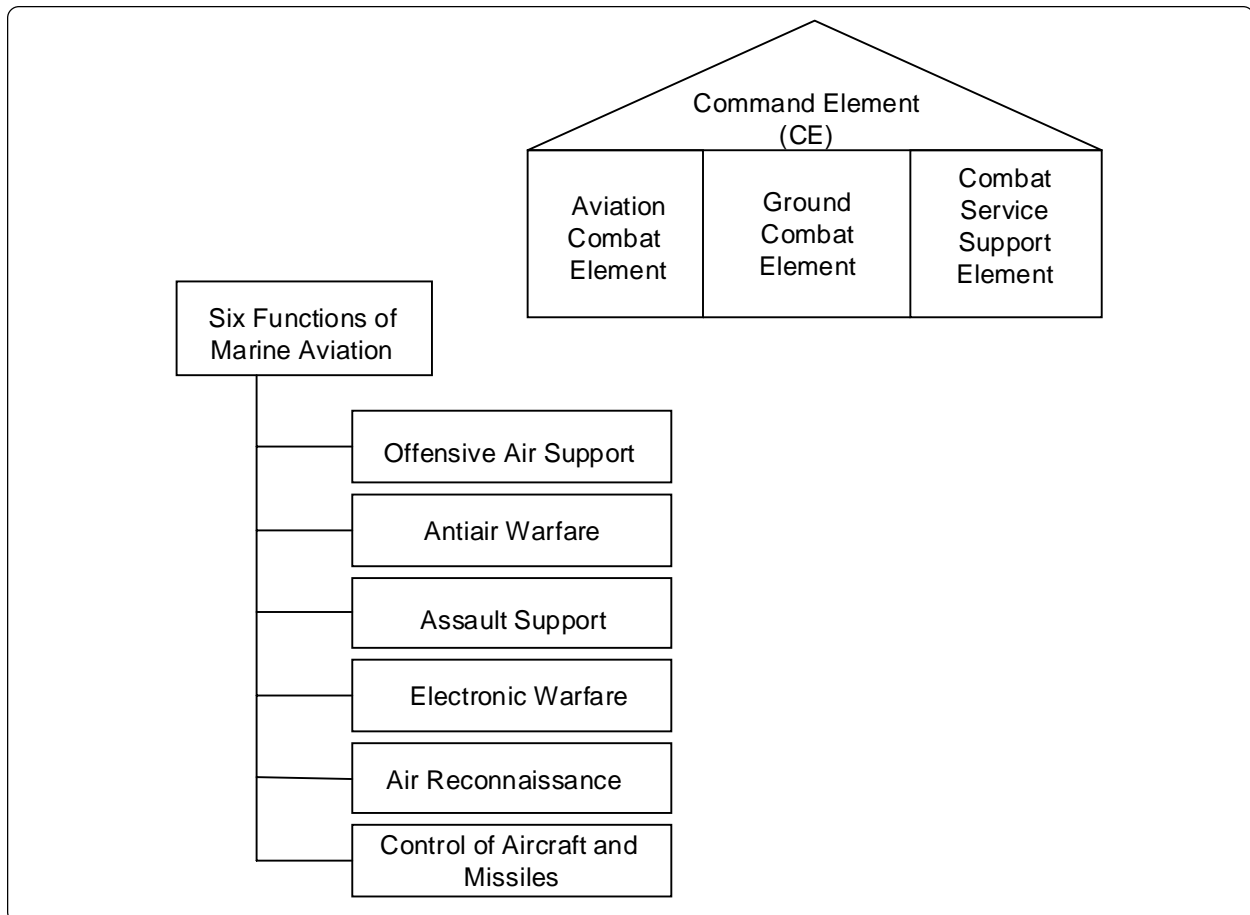 Command Element
(CE)
Aviation
Combat
Element
Ground
Combat
Element
Combat
Service
Support
Element
Six Functions of
Marine Aviation
Offensive Air Support
Antiair Warfare
Assault Support
Electronic Warfare
Air Reconnaissance
Control of Aircraft and
Missiles